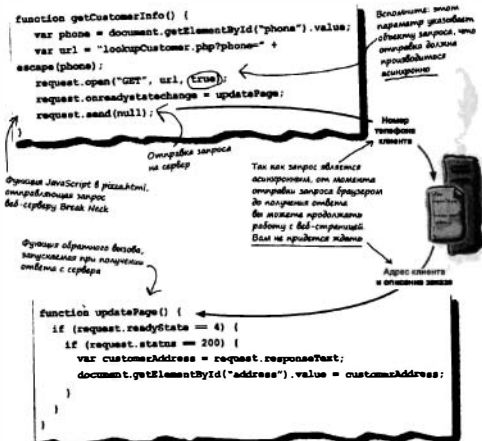 function getCustomerInfo() {
var phone = document.getElementById("phone").value;
var url = "lookupCustomer.php?phone=" +
escape(phone);
request.open("GET", url, true);
request.onreadystatechange = updatePage;
request.send(null);
}
Вспомните: этот
параметр указывает
объекту запроса, что
отправка должна
производиться
асинхронно
Отправка запроса
на сервер
Номер
телефона
клиента
Функция JavaScript в pizza.html,
отправляющая запрос
веб-серверу Break Neck
Так как запрос является
асинхронным, от момента
отправки запроса браузером
до получения ответа
вы можете продолжать
работу с веб-страницей.
Вам не придется ждать
Функция обратного вызова,
запускаемая при получении
ответа с сервера
Адрес клиента
и описание заказа
function updatePage() {
if (request.readyState == 4) {
if (request.status == 200) {
var customerAddress = request.responseText;
document.getElementById("address").value = customerAddress;
}
}
}